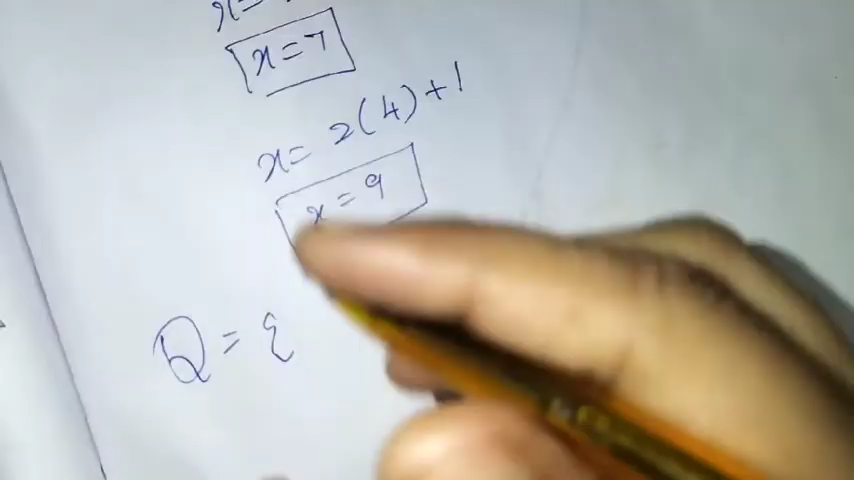 x=
x=7
x= 2(4)+1
x=9
Q= {